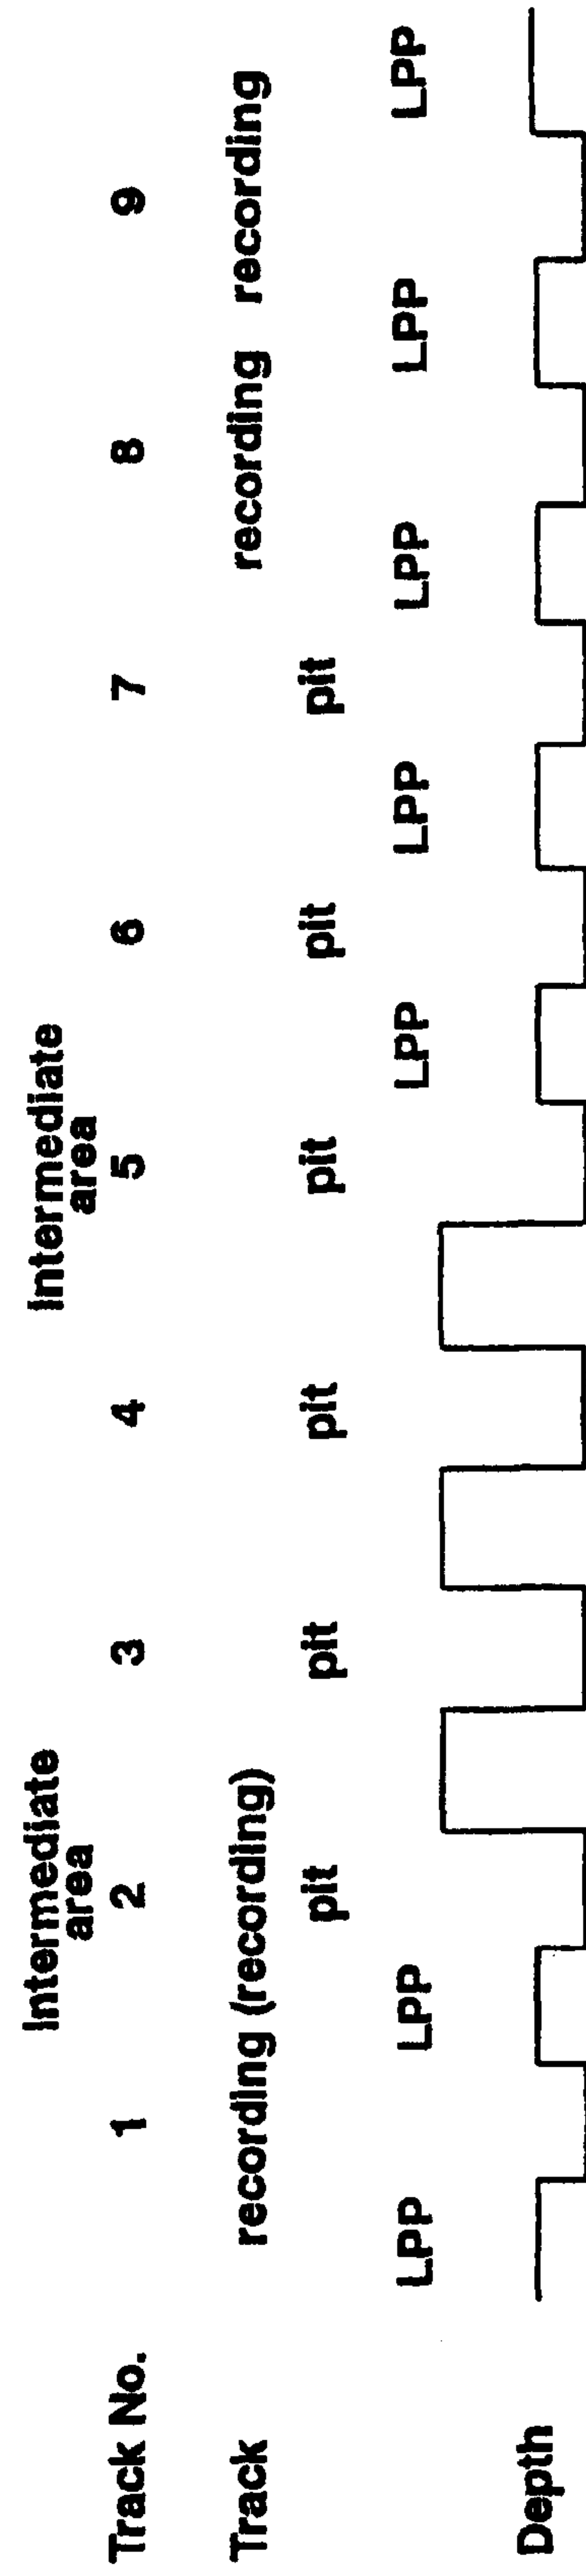 Intermediate area Intermediate area
Track No. 1 2 3 4 5 6 7 8 9
Track recording (recording) recording recording
pit pit pit pit pit pit
LPP LPP LPP LPP LPP LPP LPP
Depth